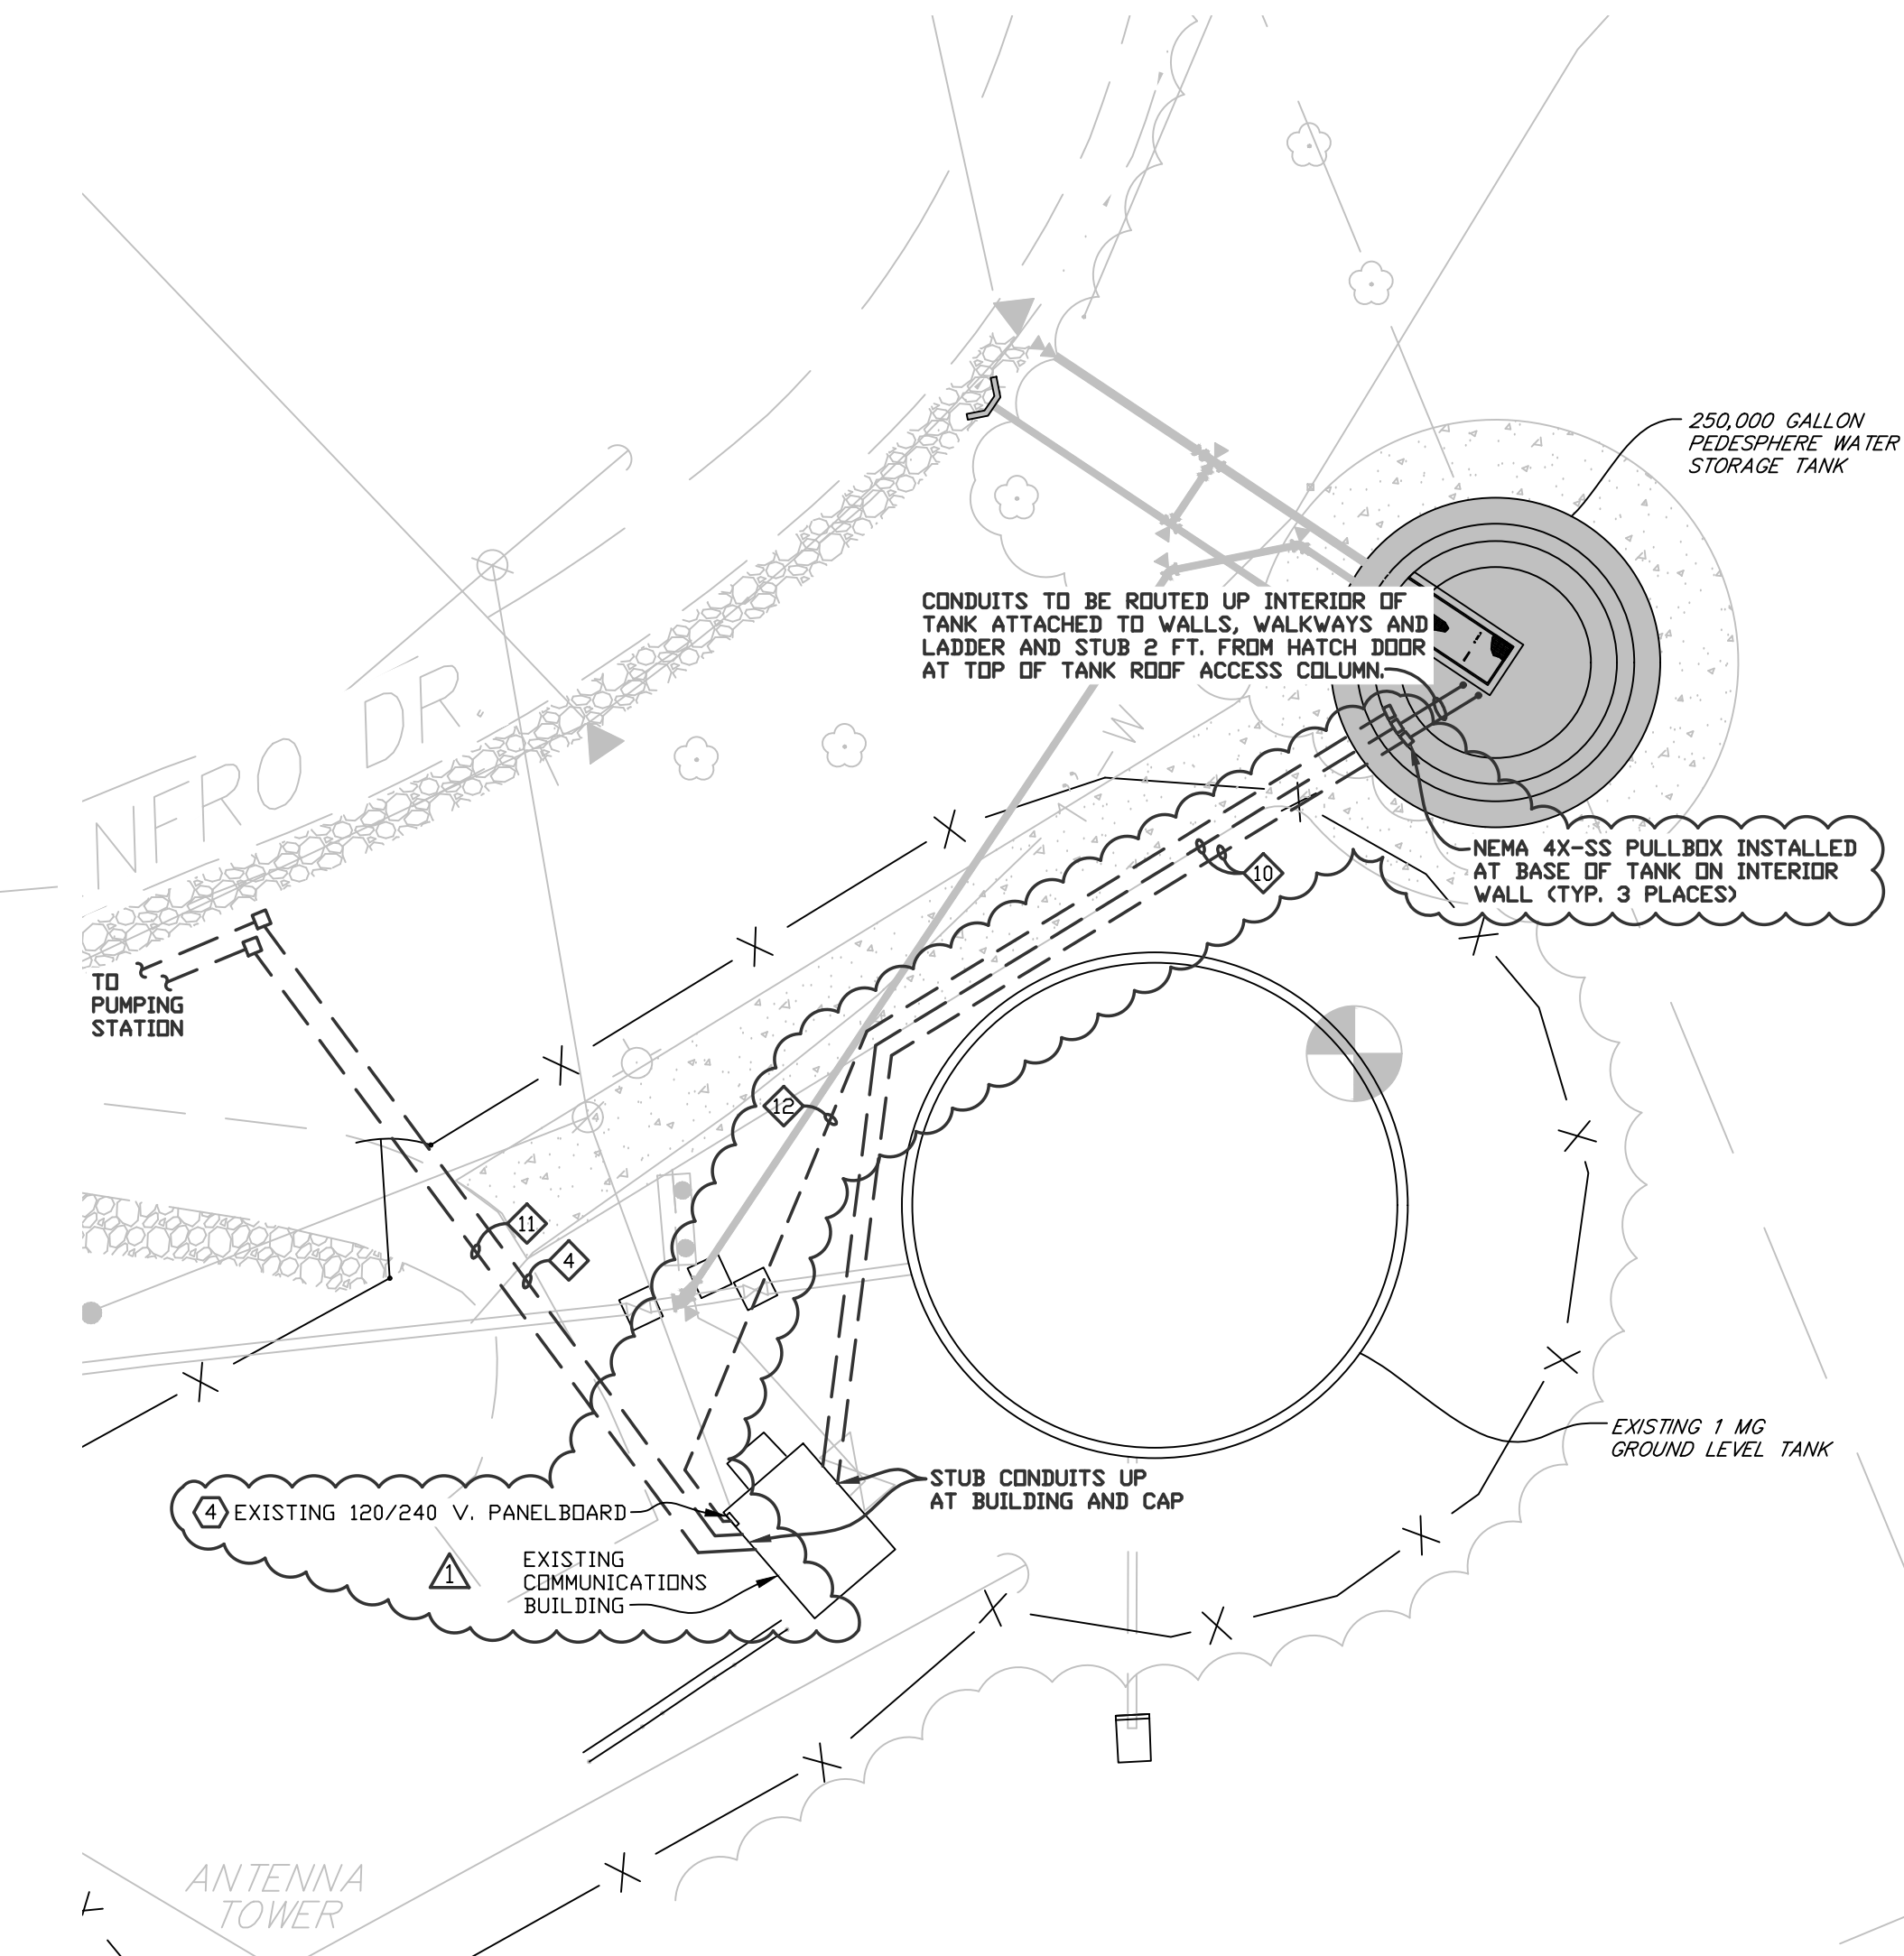 250,000 GALLON
PEDESPHERE WATER
STORAGE TANK
CONDUITS TO BE ROUTED UP INTERIOR OF
TANK ATTACHED TO WALLS, WALKWAYS AND
LADDER AND STUB 2 FT. FROM HATCH DOOR
AT TOP OF TANK ROOF ACCESS COLUMN.
W
NFRO DR.
NEMA 4X-SS PULLBOX INSTALLED
AT BASE OF TANK ON INTERIOR
WALL (TYP. 3 PLACES)
10
TO
PUMPING
STATION
12
11
4
EXISTING 1 MG
GROUND LEVEL TANK
STUB CONDUITS UP
AT BUILDING AND CAP
4 EXISTING 120/240 V. PANELBOARD
1
EXISTING
COMMUNICATIONS
BUILDING
ANTENNA
TOWER